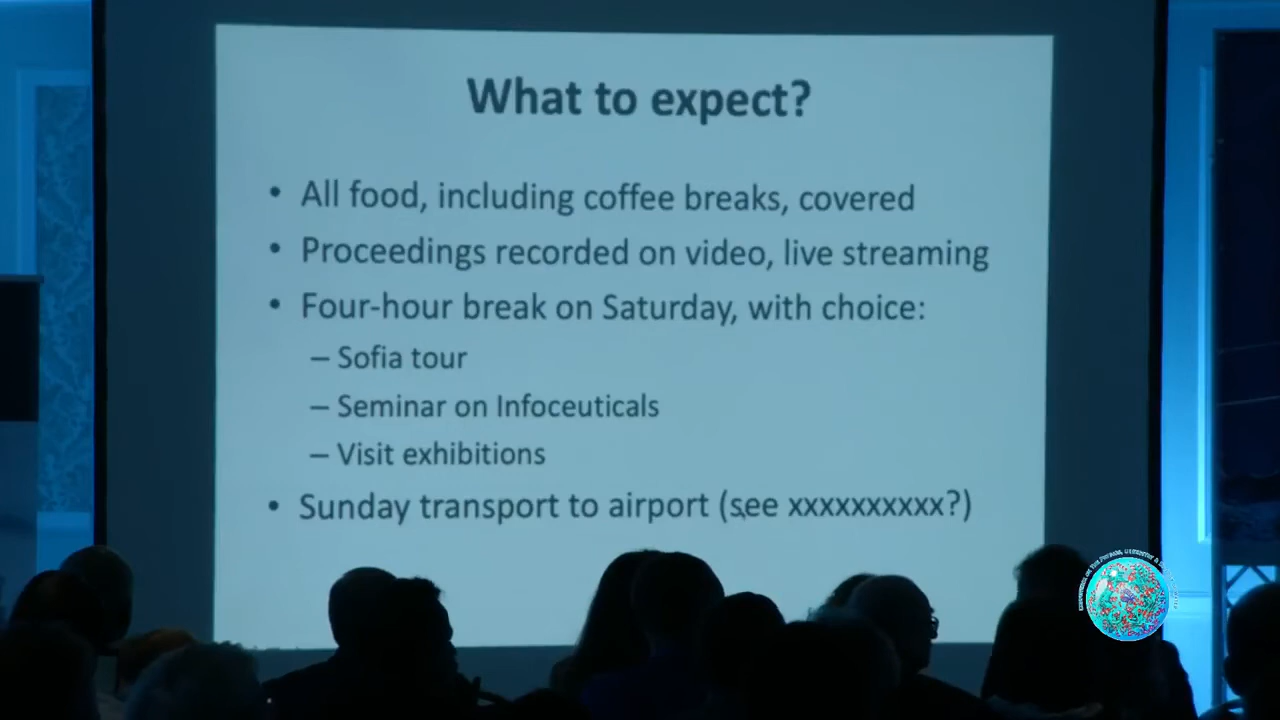 What to expect?
• All food, including coffee breaks, covered
• Proceedings recorded on video, live streaming
• Four-hour break on Saturday, with choice:
– Sofia tour
– Seminar on Infoceuticals
– Visit exhibitions
• Sunday transport to airport (see xxxxxxxxxx?)